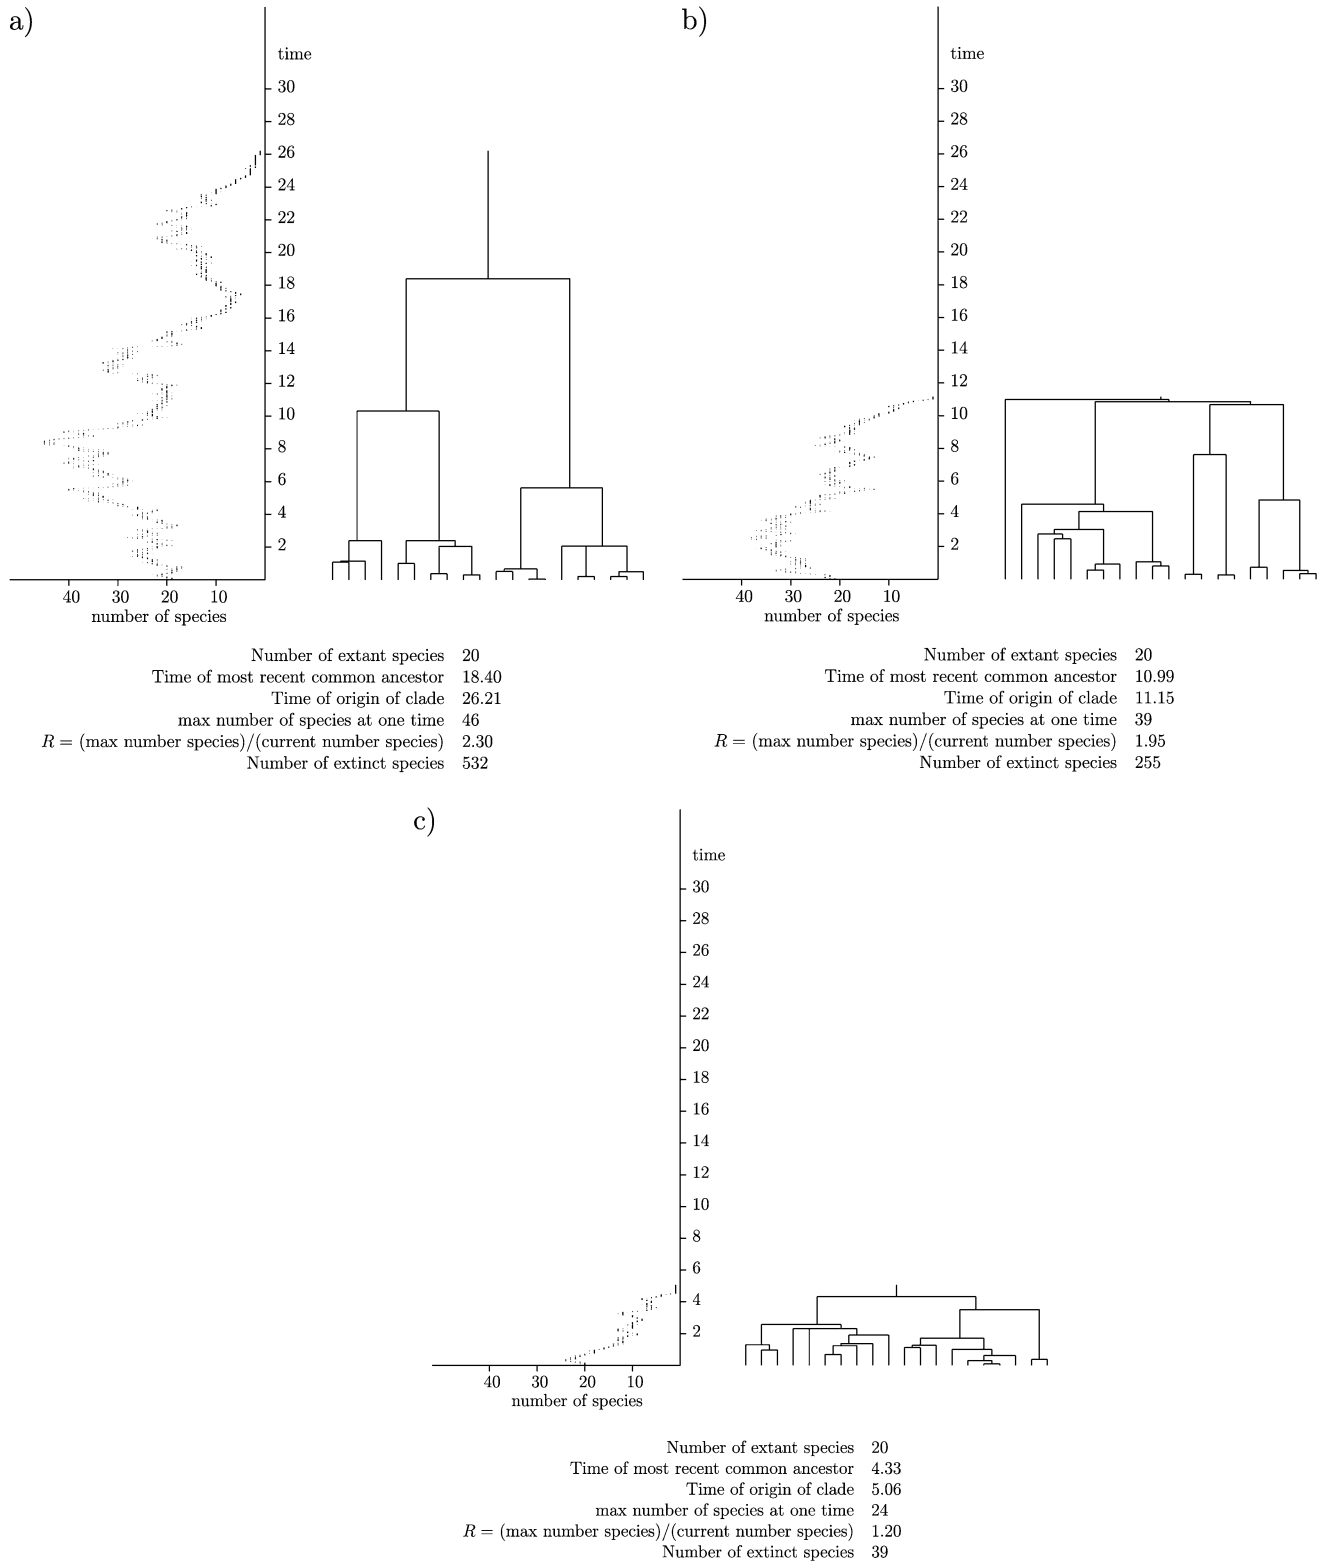 a)
time
30
28
26
24
22
20
18
16
14
12
10
8
6
4
2
40 30 20 10
number of species
Number of extant species 20
Time of most recent common ancestor 18.40
Time of origin of clade 26.21
max number of species at one time 46
R = (max number species)/(current number species) 2.30
Number of extinct species 532
b)
time
30
28
26
24
22
20
18
16
14
12
10
8
6
4
2
40 30 20 10
number of species
Number of extant species 20
Time of most recent common ancestor 10.99
Time of origin of clade 11.15
max number of species at one time 39
R = (max number species)/(current number species) 1.95
Number of extinct species 255
c)
time
30
28
26
24
22
20
18
16
14
12
10
8
6
4
2
40 30 20 10
number of species
Number of extant species 20
Time of most recent common ancestor 4.33
Time of origin of clade 5.06
max number of species at one time 24
R = (max number species)/(current number species) 1.20
Number of extinct species 39